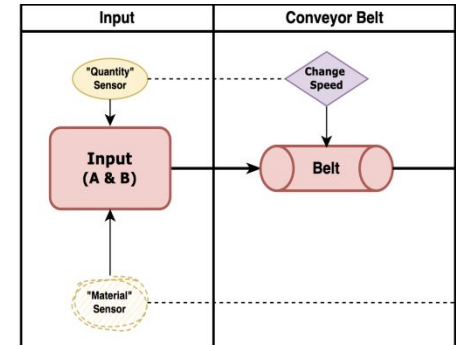 Input
Conveyor Belt
"Quantity"
Sensor
Change
Speed
Input
(A & B)
Belt
"Material"
Sensor